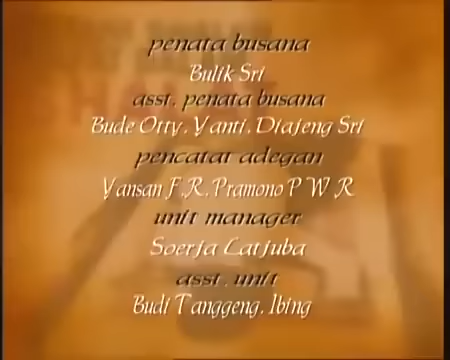 penata busana
Bulik Sri
asst. penata busana
Bude Otty. Yanti. Diajeng Sri
pencatat adegan
Yansan F.R. Pramono P W R
unit manager
Soerja Latjuba
asst. unit
Budi Tanggeng. Ibing